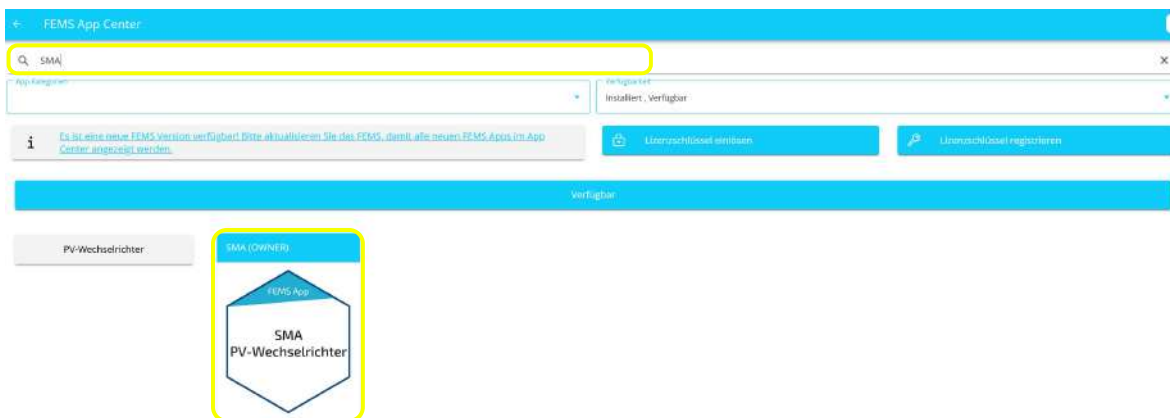 FEMS App Center
SMA
App-Kategorien
Verfügbarkeit
Installiert , Verfügbar
Es ist eine neue FEMS Version verfügbar! Bitte aktualisieren Sie das FEMS, damit alle neuen FEMS Apps im App
Center angezeigt werden.
Lizenzschlüssel einlösen
Lizenzschlüssel registrieren
Verfügbar
PV-Wechselrichter
SMA (OWNER)
FEMS App
SMA
PV-Wechselrichter